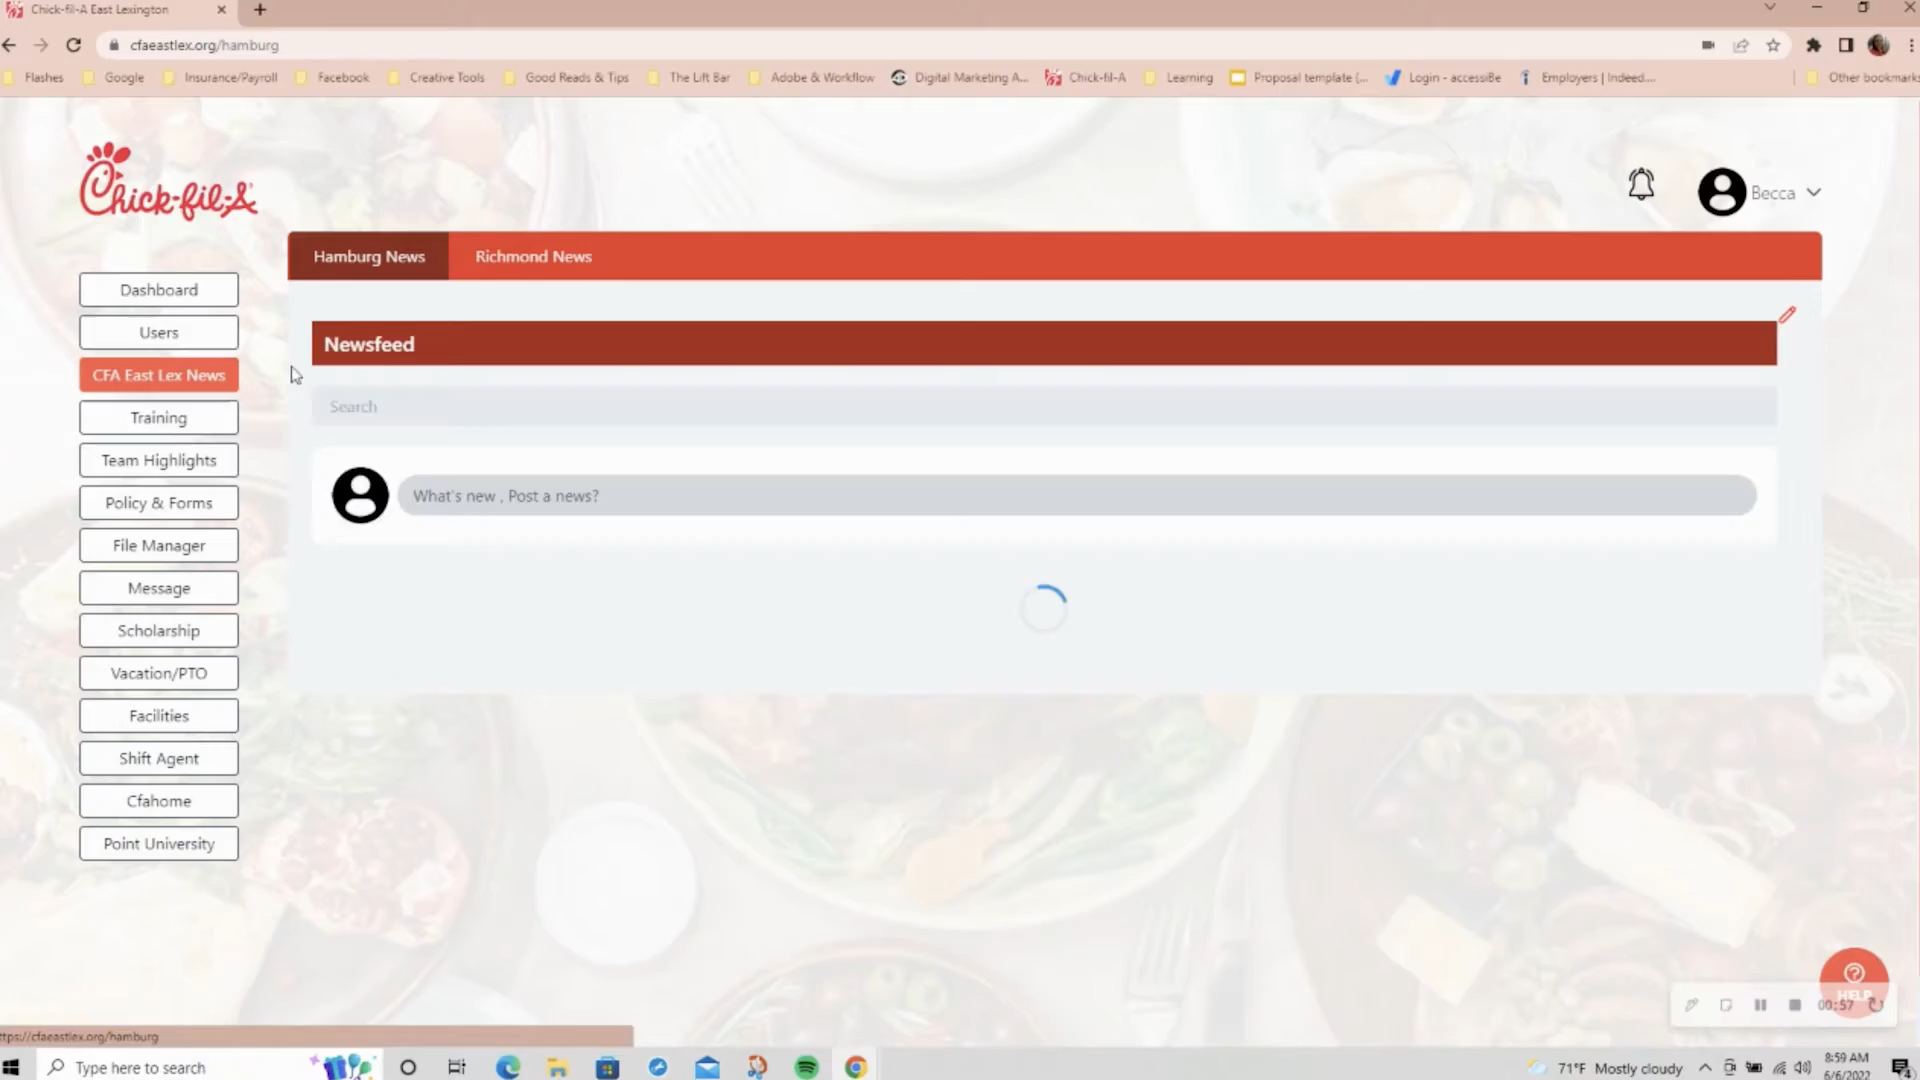 Chick-fil-A East Lexington
cfaeastlex.org/hamburg
Flashes
Google
Insurance/Payroll
Facebook
Creative Tools
Good Reads & Tips
The Lift Bar
Adobe & Workflow
Digital Marketing A...
Chick-fil-A
Learning
Proposal template (...
Login - accessiBe
Employers | Indeed....
Other bookmarks
Chick-fil-A
Becca
Hamburg News
Richmond News
Dashboard
Users
CFA East Lex News
Training
Team Highlights
Policy & Forms
File Manager
Message
Scholarship
Vacation/PTO
Facilities
Shift Agent
Cfahome
Point University
Newsfeed
Search
What's new , Post a news?
HELP
00:57
ttps://cfaeastlex.org/hamburg
Type here to search
71°F Mostly cloudy
8:59 AM
6/6/2022
4